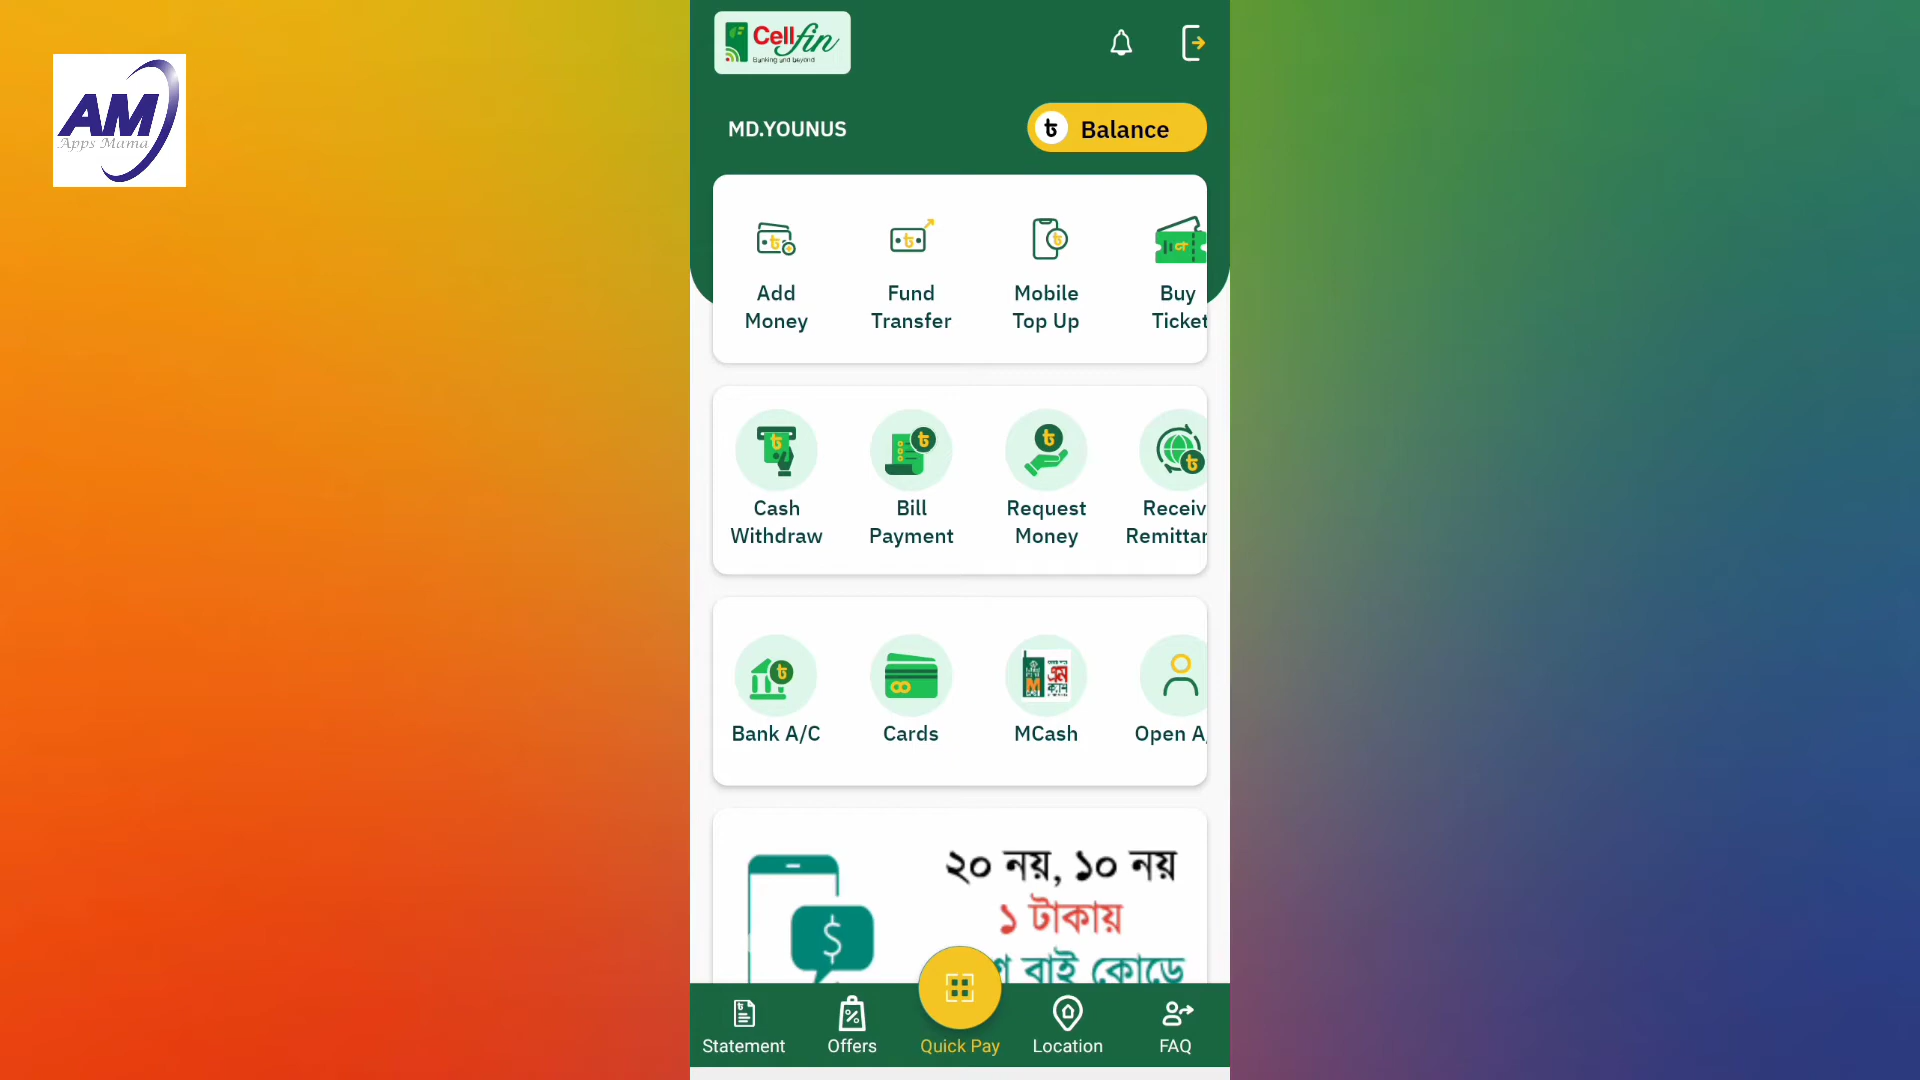 Cellfin
Banking and beyond
AM
Apps Mama
MD.YOUNUS
৳ Balance
Add Money
Fund Transfer
Mobile Top Up
Buy Ticket
Cash Withdraw
Bill Payment
Request Money
Receiv
Remittan
Bank A/C
Cards
MCash
Open A/
২০ নয়, ১০ নয়
১ টাকায়
বাই কোডে
Statement
Offers
Quick Pay
Location
FAQ